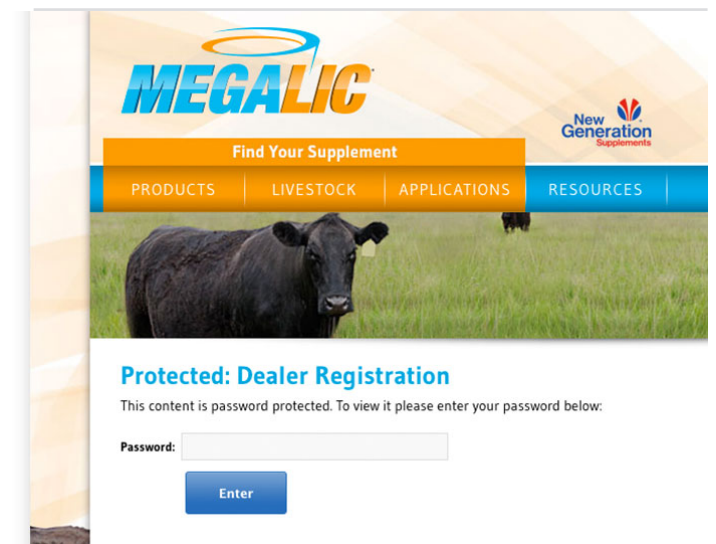 MEGALIC
New
Generation
Supplements
Find Your Supplement
PRODUCTS LIVESTOCK APPLICATIONS RESOURCES
Protected: Dealer Registration
This content is password protected. To view it please enter your password below:
Password:
Enter